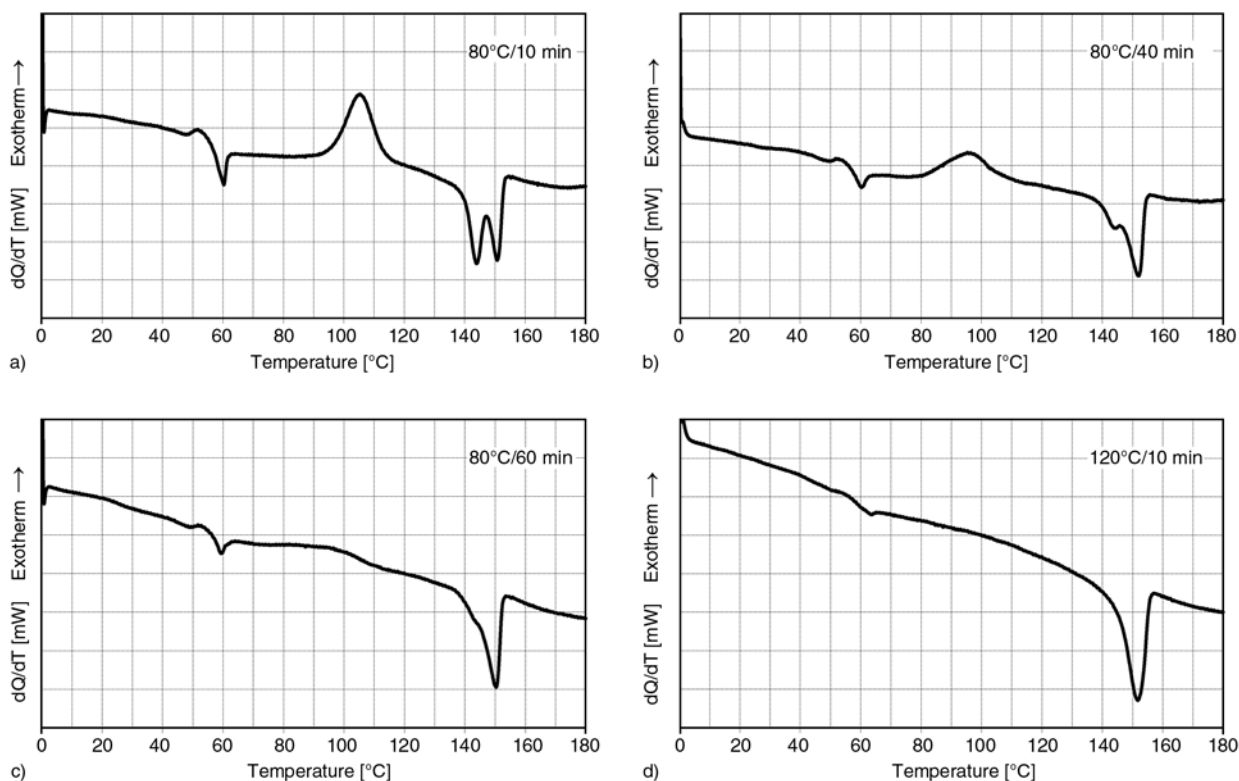 80°C/10 min
dQ/dT [mW] Exotherm →
0 20 40 60 80 100 120 140 160 180
Temperature [°C]
a)
80°C/40 min
dQ/dT [mW] Exotherm →
0 20 40 60 80 100 120 140 160 180
Temperature [°C]
b)
80°C/60 min
dQ/dT [mW] Exotherm →
0 20 40 60 80 100 120 140 160 180
Temperature [°C]
c)
120°C/10 min
dQ/dT [mW] Exotherm →
0 20 40 60 80 100 120 140 160 180
Temperature [°C]
d)